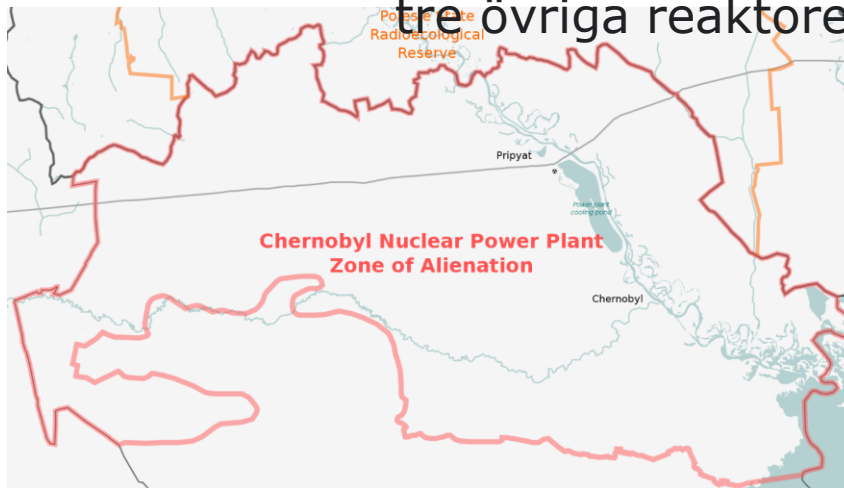 tre övriga reaktore
Polesie State
Radioecological
Reserve
Pripyat
Power plant
cooling pond
Chernobyl Nuclear Power Plant
Zone of Alienation
Chernobyl